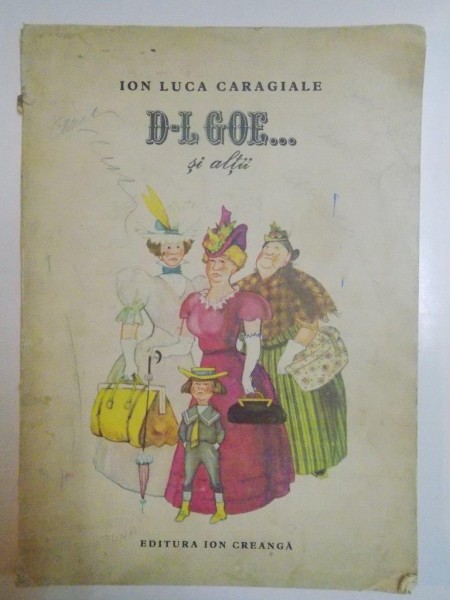 ION LUCA CARAGIALE
D-L GOE...
și alții
EDITURA ION CREANGĂ